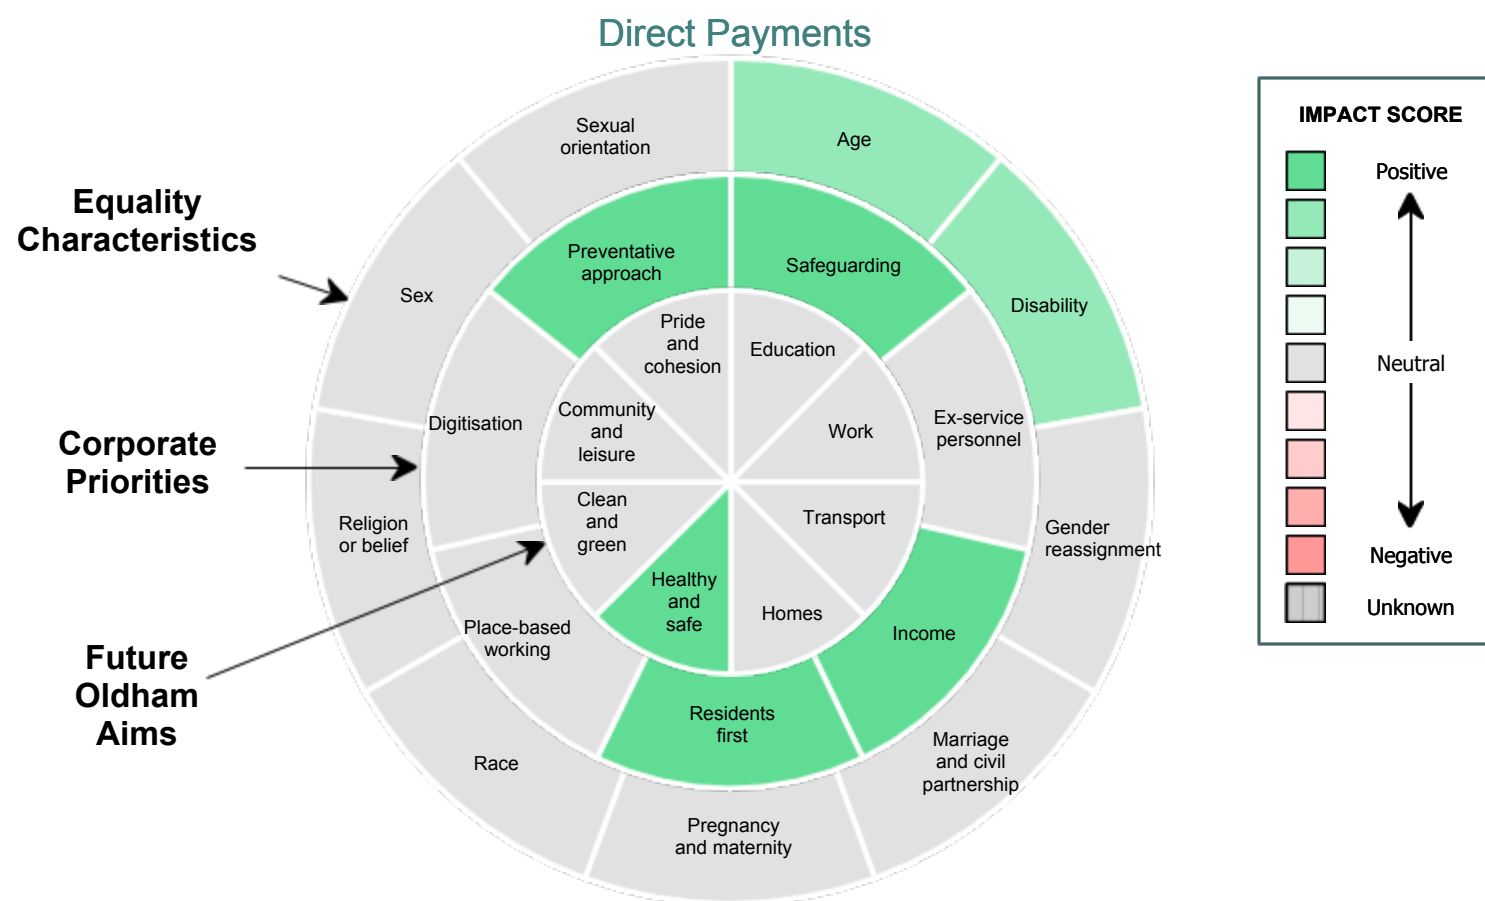 Direct Payments
Equality
Characteristics
Corporate
Priorities
Future
Oldham
Aims
Sexual
orientation
Age
Disability
Gender
reassignment
Marriage
and civil
partnership
Pregnancy
and maternity
Race
Religion
or belief
Sex
Preventative
approach
Safeguarding
Ex-service
personnel
Income
Residents
first
Place-based
working
Digitisation
Pride
and
cohesion
Education
Work
Transport
Homes
Healthy
and
safe
Clean
and
green
Community
and
leisure
IMPACT SCORE
Positive
Neutral
Negative
Unknown